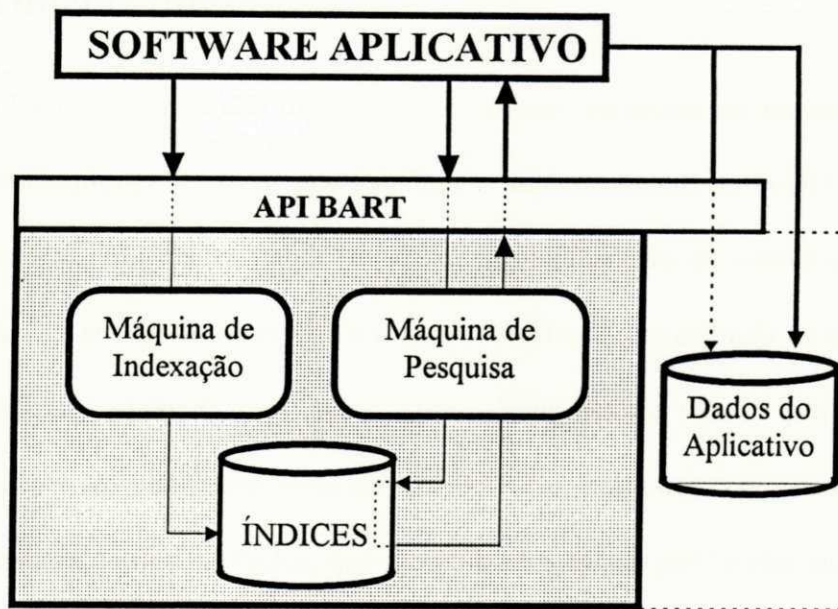 SOFTWARE APLICATIVO
API BART
Máquina de
Indexação
Máquina de
Pesquisa
Dados do
Aplicativo
ÍNDICES